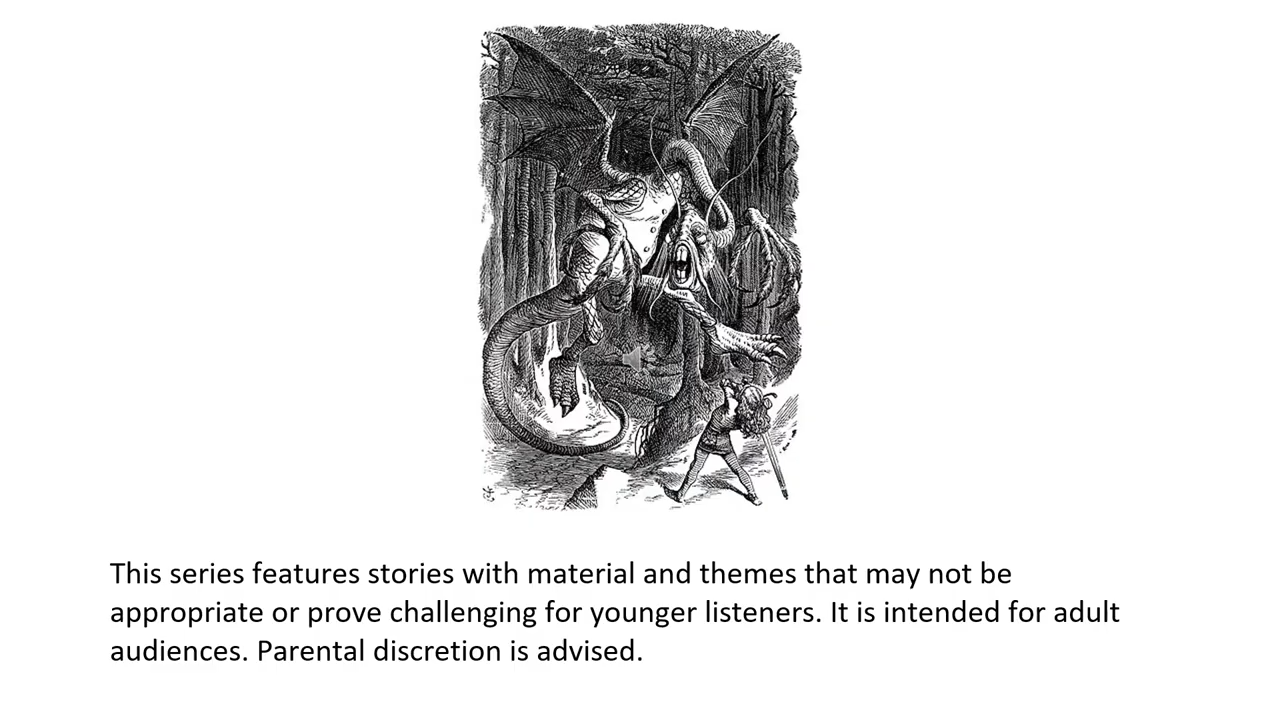 This series features stories with material and themes that may not be
appropriate or prove challenging for younger listeners. It is intended for adult
audiences. Parental discretion is advised.